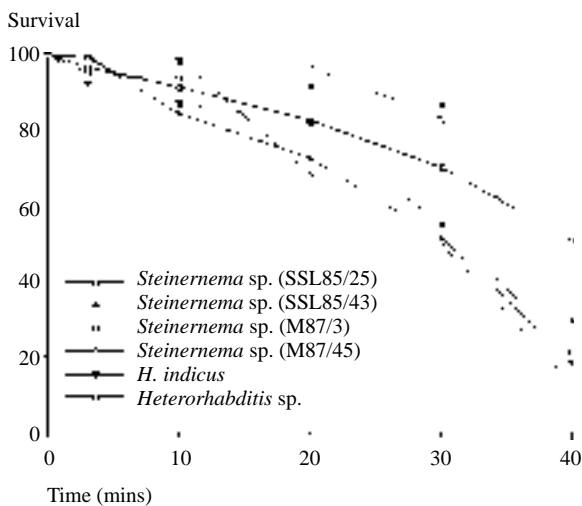 Survival
100
80
40
20
0
Steinernema sp. (SSL85/25)
Steinernema sp. (SSL85/43)
Steinernema sp. (M87/3)
Steinernema sp. (M87/45)
H. indicus
Heterorhabditis sp.
0 10 20 30 40
Time (mins)